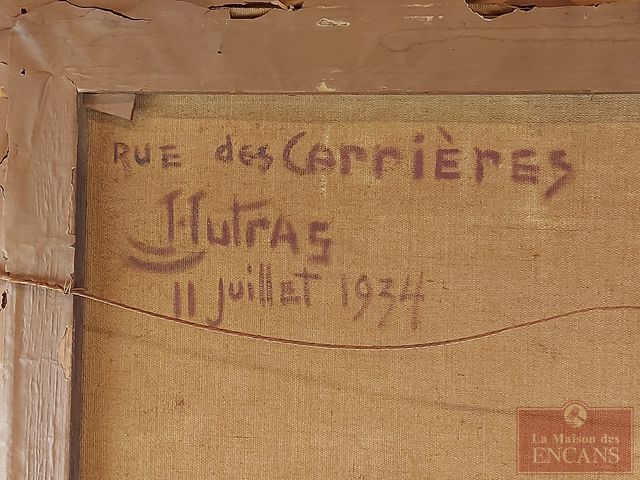 RUE des Carrières
Hutras
11 juillet 1934
La Maison des
ENCANS